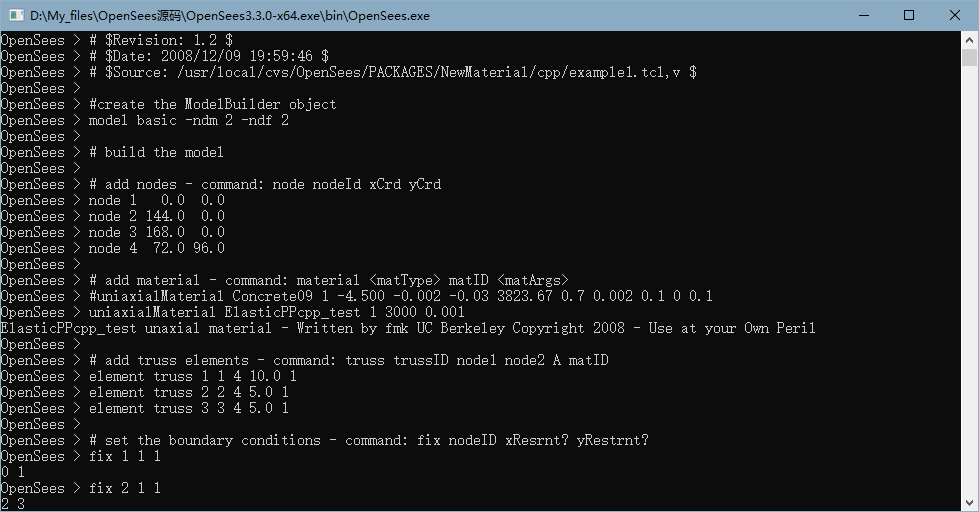 D:\My_files\OpenSees源码\OpenSees3.3.0-x64.exe\bin\OpenSees.exe
OpenSees > # $Revision: 1.2 $
OpenSees > # $Date: 2008/12/09 19:59:46 $
OpenSees > # $Source: /usr/local/cvs/OpenSees/PACKAGES/NewMaterial/cpp/example1.tcl,v $
OpenSees >
OpenSees > #create the ModelBuilder object
OpenSees > model basic -ndm 2 -ndf 2
OpenSees >
OpenSees > # build the model
OpenSees >
OpenSees > # add nodes - command: node nodeId xCrd yCrd
OpenSees > node 1   0.0  0.0
OpenSees > node 2 144.0  0.0
OpenSees > node 3 168.0  0.0
OpenSees > node 4  72.0 96.0
OpenSees >
OpenSees > # add material - command: material <matType> matID <matArgs>
OpenSees > #uniaxialMaterial Concrete09 1 -4.500 -0.002 -0.03 3823.67 0.7 0.002 0.1 0 0.1
OpenSees > uniaxialMaterial ElasticPPcpp_test 1 3000 0.001
ElasticPPcpp_test unaxial material - Written by fmk UC Berkeley Copyright 2008 - Use at your Own Peril
OpenSees >
OpenSees > # add truss elements - command: truss trussID node1 node2 A matID
OpenSees > element truss 1 1 4 10.0 1
OpenSees > element truss 2 2 4 5.0 1
OpenSees > element truss 3 3 4 5.0 1
OpenSees >
OpenSees > # set the boundary conditions - command: fix nodeID xResrnt? yRestrnt?
OpenSees > fix 1 1 1
0 1
OpenSees > fix 2 1 1
2 3